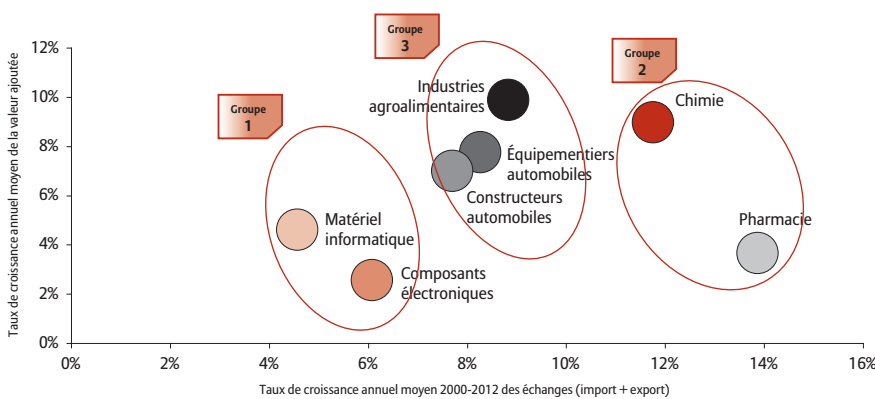 Taux de croissance annuel moyen de la valeur ajoutée
12%
10%
8%
6%
4%
2%
0%
Groupe
1
Groupe
3
Groupe
2
Industries
agroalimentaires
Équipementiers
automobiles
Constructeurs
automobiles
Chimie
Pharmacie
Matériel
informatique
Composants
électroniques
0% 2% 4% 6% 8% 10% 12% 14% 16%
Taux de croissance annuel moyen 2000-2012 des échanges (import + export)